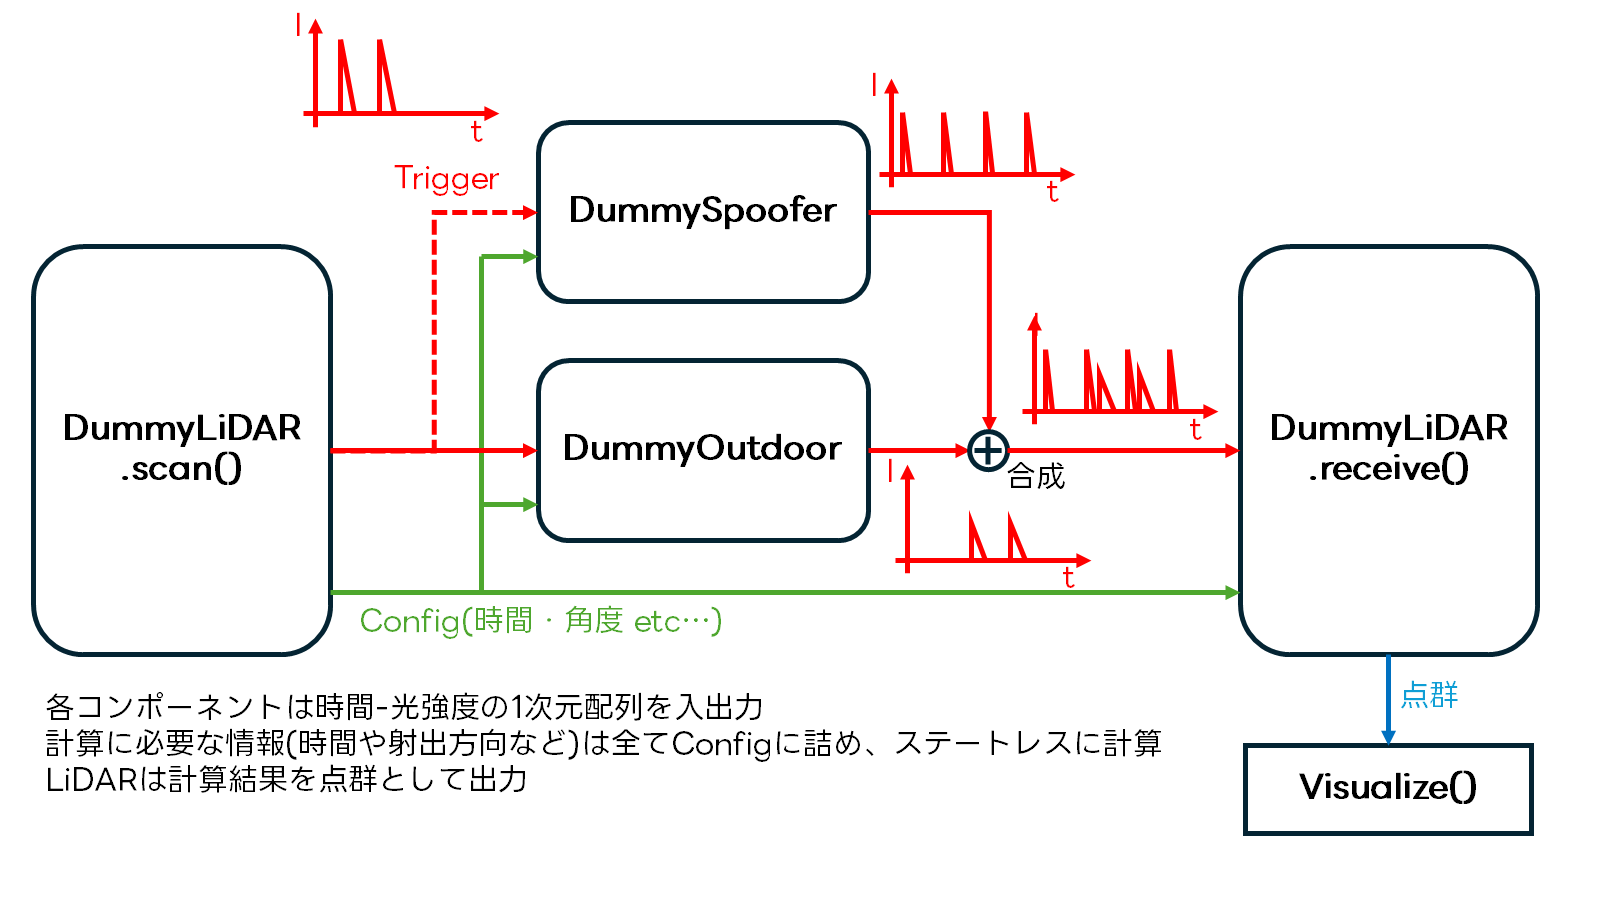 I
t
Trigger
I
t
DummySpoofer
DummyLiDAR
.scan()
DummyOutdoor
I
t
合成
I
t
DummyLiDAR
.receive()
Config(時間・角度 etc…)
点群
Visualize()
各コンポーネントは時間-光強度の1次元配列を入出力
計算に必要な情報(時間や射出方向など)は全てConfigに詰め、ステートレスに計算
LiDARは計算結果を点群として出力